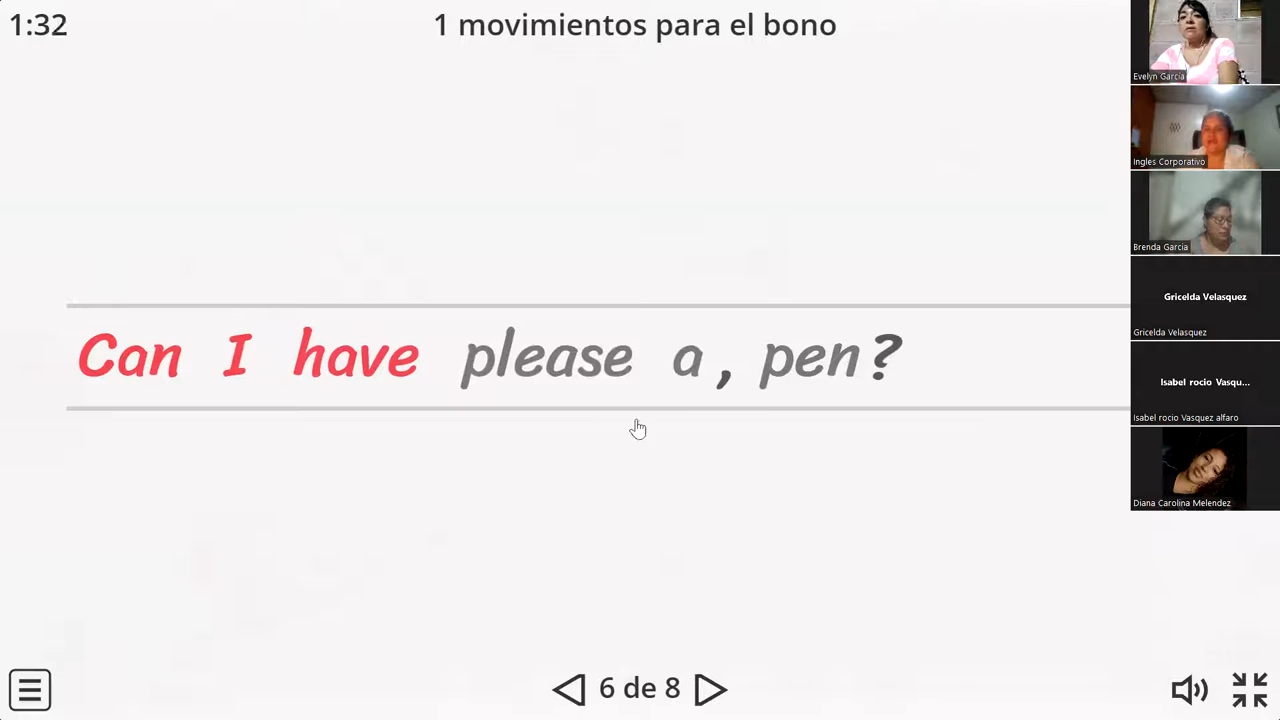 1:32
1 movimientos para el bono
Can I have please a, pen?
6 de 8
Evelyn Garcia
Ingles Corporativo
Brenda Garcia
Gricelda Velasquez
Gricelda Velasquez
Isabel rocio Vasqu...
Isabel rocio Vasquez alfaro
Diana Carolina Melendez